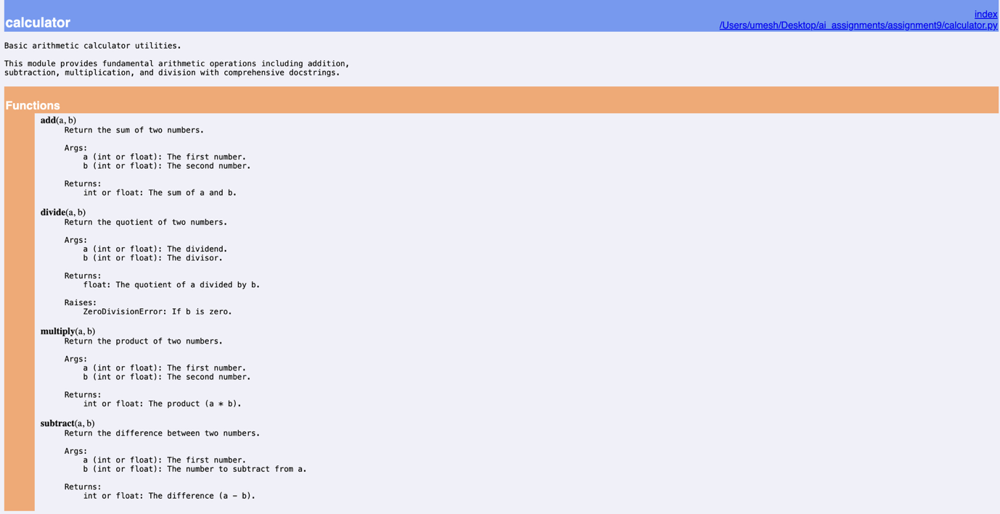 calculator
index
/Users/umesh/Desktop/ai_assignments/assignment9/calculator.py
Basic arithmetic calculator utilities.
This module provides fundamental arithmetic operations including addition,
subtraction, multiplication, and division with comprehensive docstrings.
Functions
add(a, b)
Return the sum of two numbers.
Args:
a (int or float): The first number.
b (int or float): The second number.
Returns:
int or float: The sum of a and b.
divide(a, b)
Return the quotient of two numbers.
Args:
a (int or float): The dividend.
b (int or float): The divisor.
Returns:
float: The quotient of a divided by b.
Raises:
ZeroDivisionError: If b is zero.
multiply(a, b)
Return the product of two numbers.
Args:
a (int or float): The first number.
b (int or float): The second number.
Returns:
int or float: The product (a * b).
subtract(a, b)
Return the difference between two numbers.
Args:
a (int or float): The first number.
b (int or float): The number to subtract from a.
Returns:
int or float: The difference (a - b).